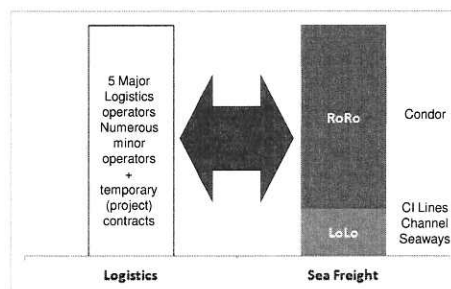 5 Major
Logistics
operators
Numerous
minor
operators
+
temporary
(project)
contracts
RoRo
Condor
LoLo
CI Lines
Channel
Seaways
Logistics
Sea Freight